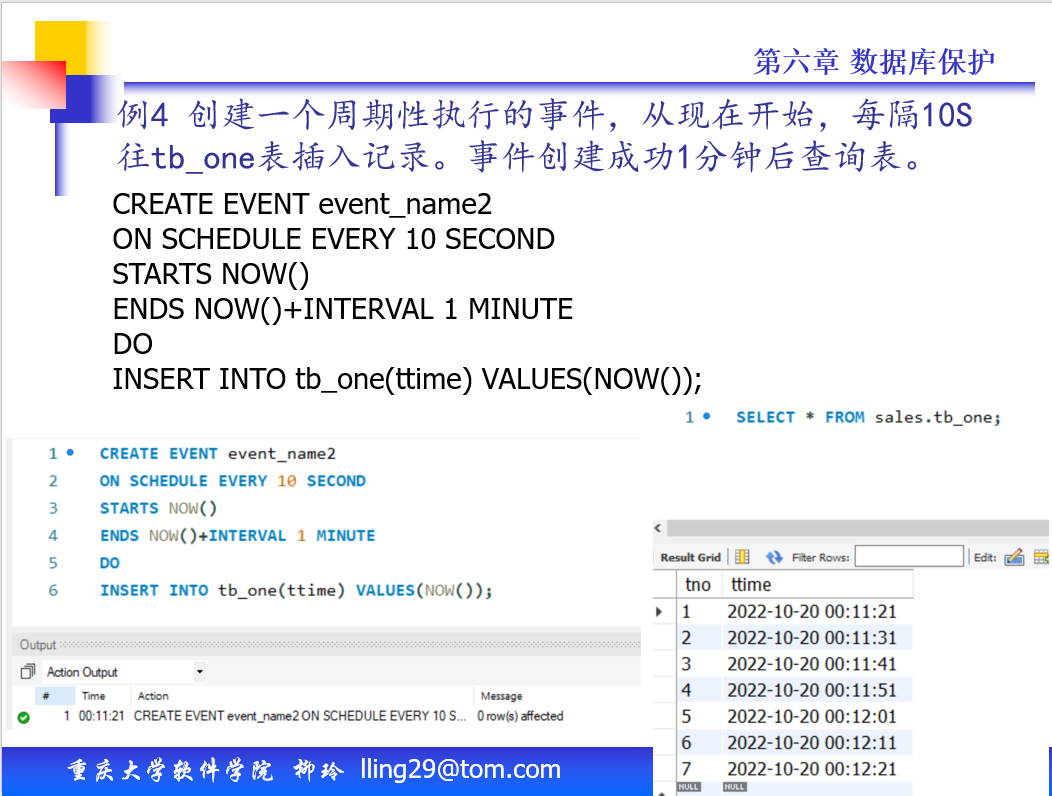 第六章 数据库保护
例4 创建一个周期性执行的事件，从现在开始，每隔10S
往tb_one表插入记录。事件创建成功1分钟后查询表。
CREATE EVENT event_name2
ON SCHEDULE EVERY 10 SECOND
STARTS NOW()
ENDS NOW()+INTERVAL 1 MINUTE
DO
INSERT INTO tb_one(ttime) VALUES(NOW());
1 CREATE EVENT event_name2
2 ON SCHEDULE EVERY 10 SECOND
3 STARTS NOW()
4 ENDS NOW()+INTERVAL 1 MINUTE
5 DO
6 INSERT INTO tb_one(ttime) VALUES(NOW());
Output
Action Output
# Time Action Message
1 00:11:21 CREATE EVENT event_name2 ON SCHEDULE EVERY 10 S... 0 row(s) affected
1 SELECT * FROM sales.tb_one;
Result Grid Filter Rows: Edit:
tno ttime
1 2022-10-20 00:11:21
2 2022-10-20 00:11:31
3 2022-10-20 00:11:41
4 2022-10-20 00:11:51
5 2022-10-20 00:12:01
6 2022-10-20 00:12:11
7 2022-10-20 00:12:21
NULL NULL
重庆大学软件学院 柳玲 lling29@tom.com